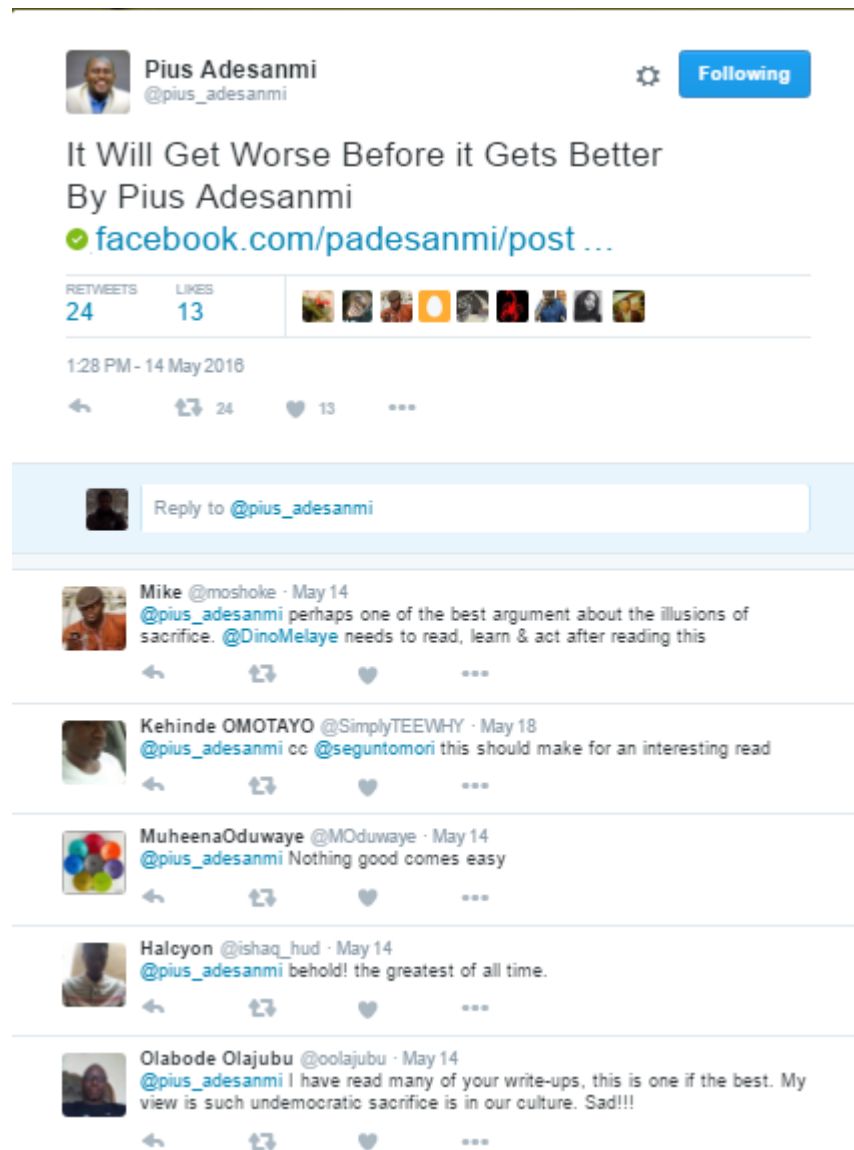 Pius Adesanmi
@pius_adesanmi
Following
It Will Get Worse Before it Gets Better
By Pius Adesanmi
facebook.com/padesanmi/post ...
RETWEETS LIKES
24 13
1:28 PM - 14 May 2016
24 13
Reply to @pius_adesanmi
Mike @moshoke · May 14
@pius_adesanmi perhaps one of the best argument about the illusions of
sacrifice. @DinoMelaye needs to read, learn & act after reading this
Kehinde OMOTAYO @SimplyTEEWHY · May 18
@pius_adesanmi cc @seguntomori this should make for an interesting read
MuheenaOduwaye @MOduwaye · May 14
@pius_adesanmi Nothing good comes easy
Halcyon @ishaq_hud · May 14
@pius_adesanmi behold! the greatest of all time.
Olabode Olajubu @oolajubu · May 14
@pius_adesanmi I have read many of your write-ups, this is one if the best. My
view is such undemocratic sacrifice is in our culture. Sad!!!